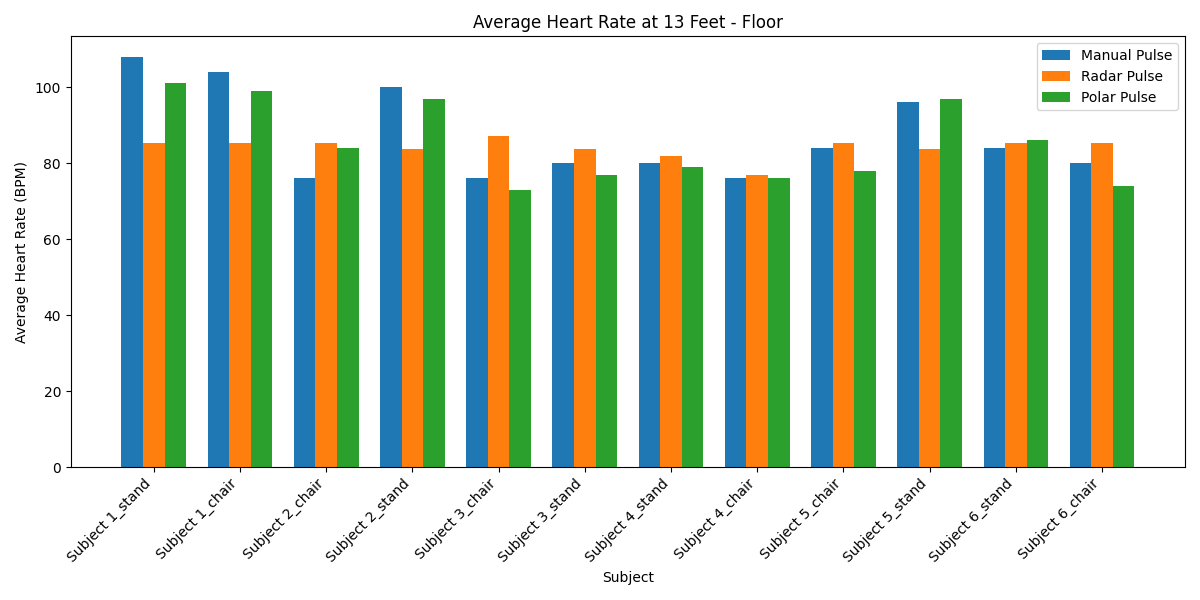 Average Heart Rate at 13 Feet - Floor
Manual Pulse
Radar Pulse
Polar Pulse
Average Heart Rate (BPM)
100
80
60
40
20
0
Subject 1_stand
Subject 1_chair
Subject 2_chair
Subject 2_stand
Subject 3_chair
Subject 3_stand
Subject 4_stand
Subject 4_chair
Subject 5_chair
Subject 5_stand
Subject 6_stand
Subject 6_chair
Subject